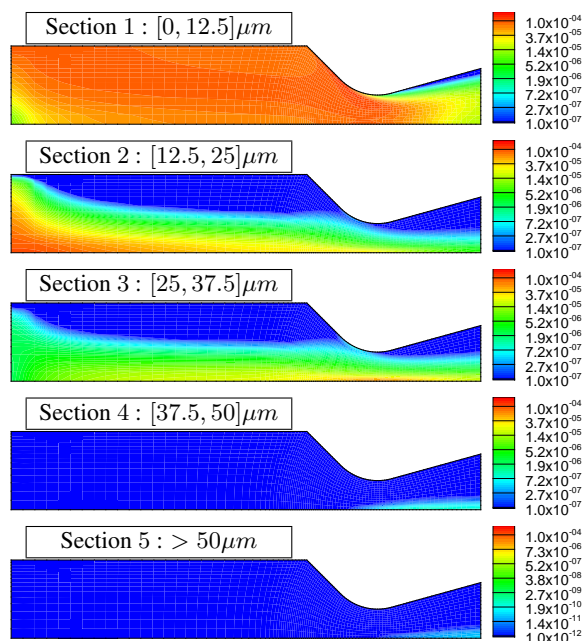 Section 1 : [0, 12.5]μm
1.0x10⁻⁰⁴
3.7x10⁻⁰⁵
1.4x10⁻⁰⁵
5.2x10⁻⁰⁶
1.9x10⁻⁰⁶
7.2x10⁻⁰⁷
2.7x10⁻⁰⁷
1.0x10⁻⁰⁷
Section 2 : [12.5, 25]μm
1.0x10⁻⁰⁴
3.7x10⁻⁰⁵
1.4x10⁻⁰⁵
5.2x10⁻⁰⁶
1.9x10⁻⁰⁶
7.2x10⁻⁰⁷
2.7x10⁻⁰⁷
1.0x10⁻⁰⁷
Section 3 : [25, 37.5]μm
1.0x10⁻⁰⁴
3.7x10⁻⁰⁵
1.4x10⁻⁰⁵
5.2x10⁻⁰⁶
1.9x10⁻⁰⁶
7.2x10⁻⁰⁷
2.7x10⁻⁰⁷
1.0x10⁻⁰⁷
Section 4 : [37.5, 50]μm
1.0x10⁻⁰⁴
3.7x10⁻⁰⁵
1.4x10⁻⁰⁵
5.2x10⁻⁰⁶
1.9x10⁻⁰⁶
7.2x10⁻⁰⁷
2.7x10⁻⁰⁷
1.0x10⁻⁰⁷
Section 5 : > 50μm
1.0x10⁻⁰⁴
7.3x10⁻⁰⁶
5.2x10⁻⁰⁷
3.8x10⁻⁰⁸
2.7x10⁻⁰⁹
1.9x10⁻¹⁰
1.4x10⁻¹¹
1.0x10⁻¹²